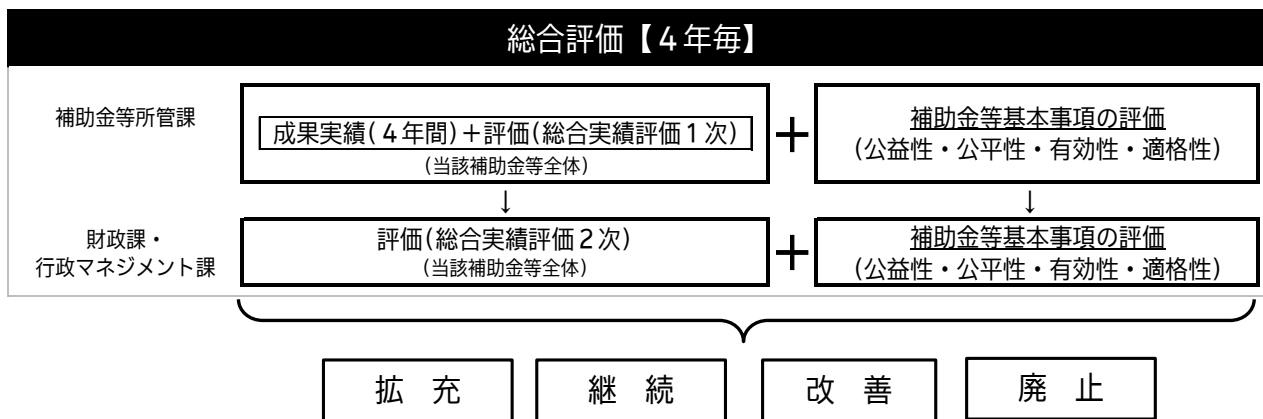 総合評価【4年毎】
補助金等所管課
成果実績(4年間)+評価(総合実績評価1次)
(当該補助金等全体)
+
補助金等基本事項の評価
(公益性・公平性・有効性・適格性)
↓
↓
財政課・
行政マネジメント課
評価(総合実績評価2次)
(当該補助金等全体)
+
補助金等基本事項の評価
(公益性・公平性・有効性・適格性)
拡 充
継 続
改 善
廃 止